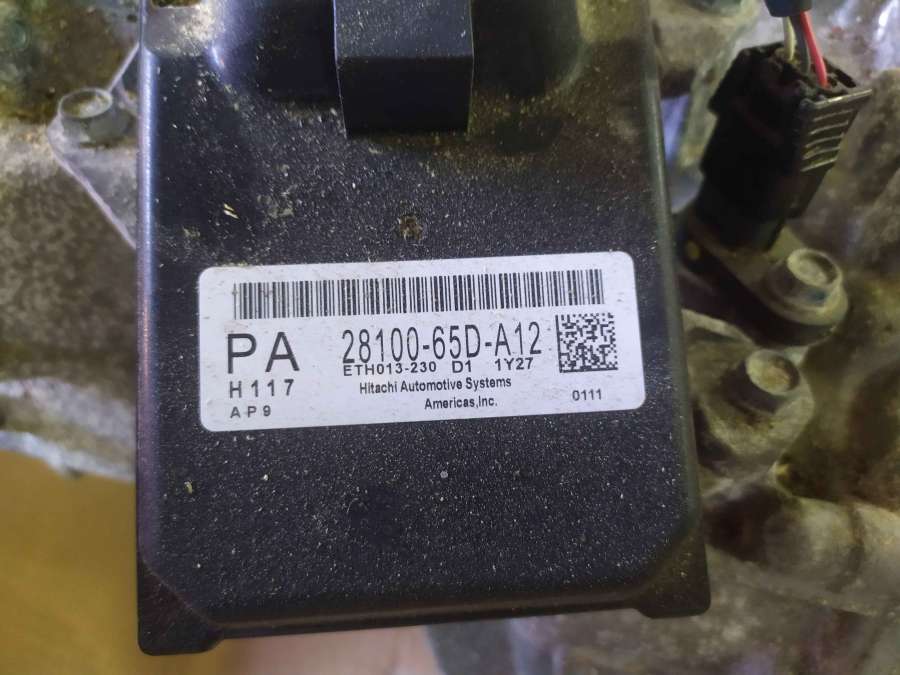 PA 28100-65D-A12
ETH013-230 D1 1Y27
H117 Hitachi Automotive Systems
AP9 Americas,Inc. 0111